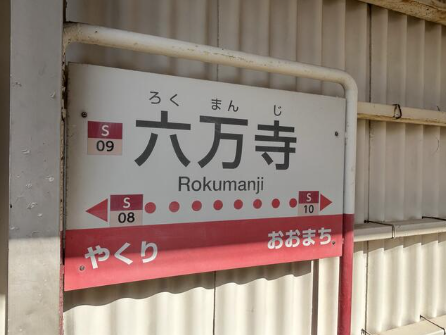 ろく まん じ
S
09
六万寺
Rokumanji
S
08
S
10
やくり
おおまち